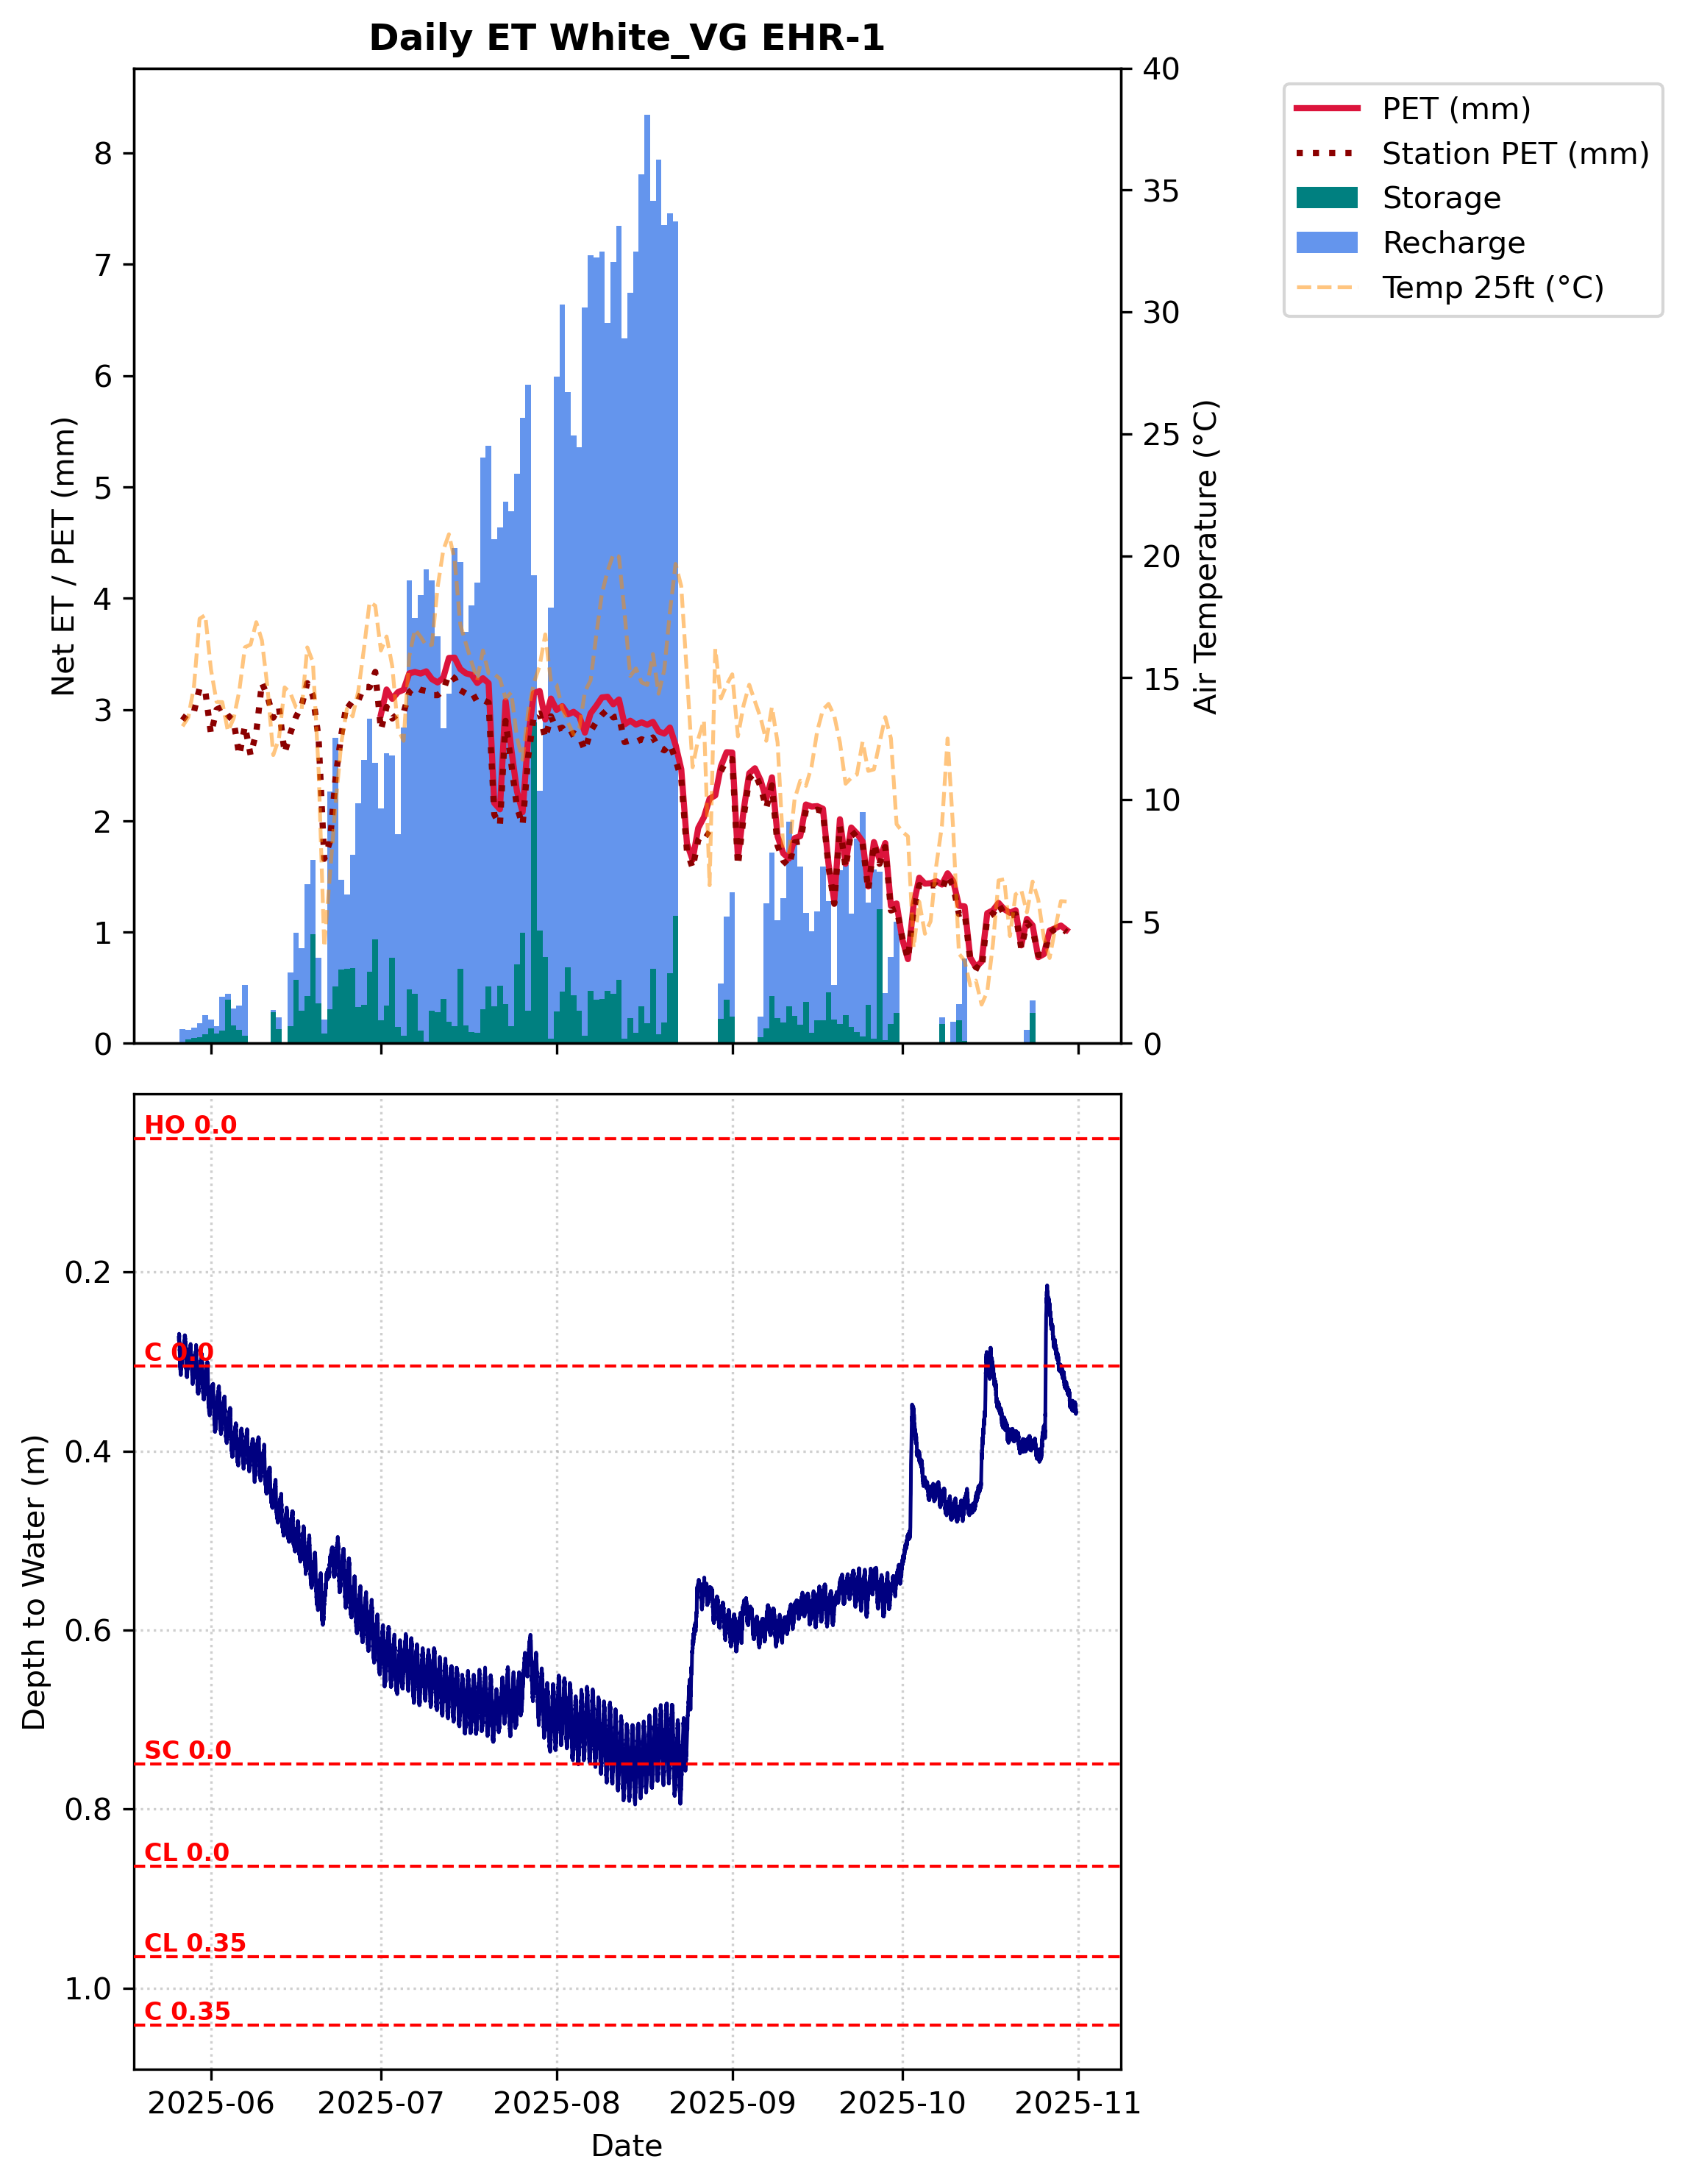 Daily ET White_VG EHR-1
Net ET / PET (mm)
8
7
6
5
4
3
2
1
0
40
35
30
25
20
15
10
5
0
Air Temperature (°C)
PET (mm)
Station PET (mm)
Storage
Recharge
Temp 25ft (°C)
Depth to Water (m)
0.2
0.4
0.6
0.8
1.0
HO 0.0
C 0.0
SC 0.0
CL 0.0
CL 0.35
C 0.35
2025-06
2025-07
2025-08
2025-09
2025-10
2025-11
Date